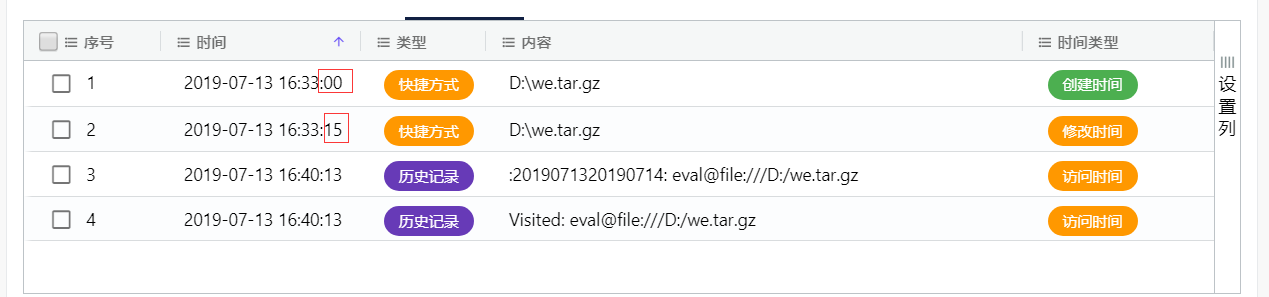 序号 时间 类型 内容 时间类型
1 2019-07-13 16:33:00 快捷方式 D:\we.tar.gz 创建时间
2 2019-07-13 16:33:15 快捷方式 D:\we.tar.gz 修改时间
3 2019-07-13 16:40:13 历史记录 :2019071320190714: eval@file:///D:/we.tar.gz 访问时间
4 2019-07-13 16:40:13 历史记录 Visited: eval@file:///D:/we.tar.gz 访问时间
设置列